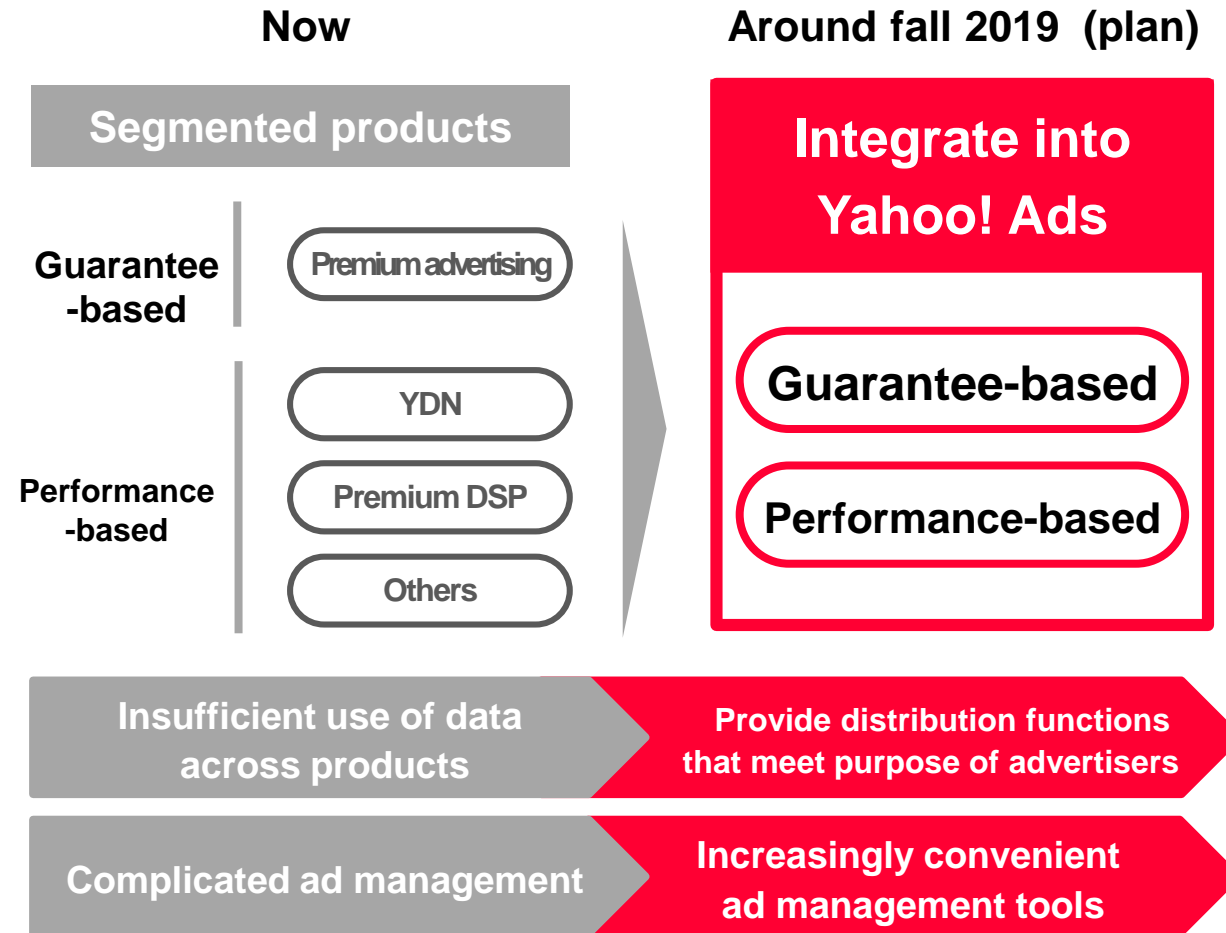 Now
Around fall 2019 (plan)
Segmented products
Integrate into
Yahoo! Ads
Guarantee
-based
Premium advertising
Performance
-based
YDN
Premium DSP
Others
Guarantee-based
Performance-based
Insufficient use of data
across products
Provide distribution functions
that meet purpose of advertisers
Complicated ad management
Increasingly convenient
ad management tools